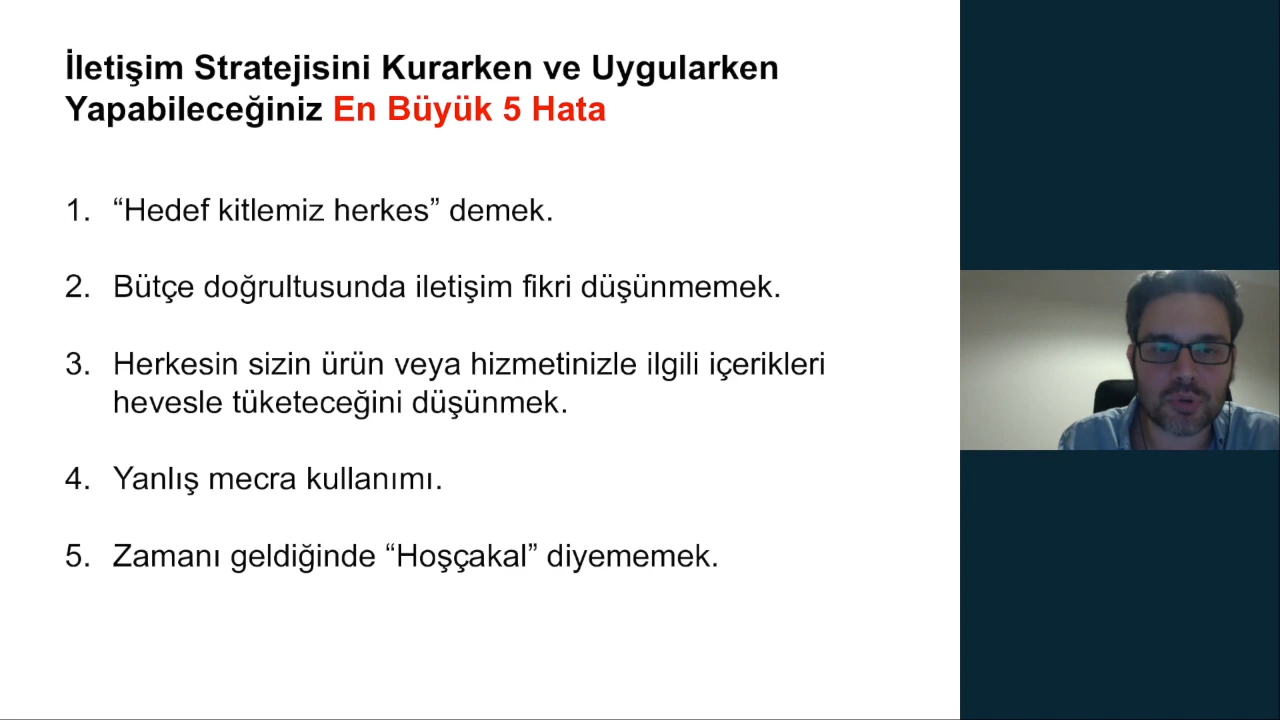 İletişim Stratejisini Kurarken ve Uygularken
Yapabileceğiniz En Büyük 5 Hata
1. “Hedef kitlemiz herkes” demek.
2. Bütçe doğrultusunda iletişim fikri düşünmemek.
3. Herkesin sizin ürün veya hizmetinizle ilgili içerikleri
hevesle tüketeceğini düşünmek.
4. Yanlış mecra kullanımı.
5. Zamanı geldiğinde “Hoşçakal” diyememek.